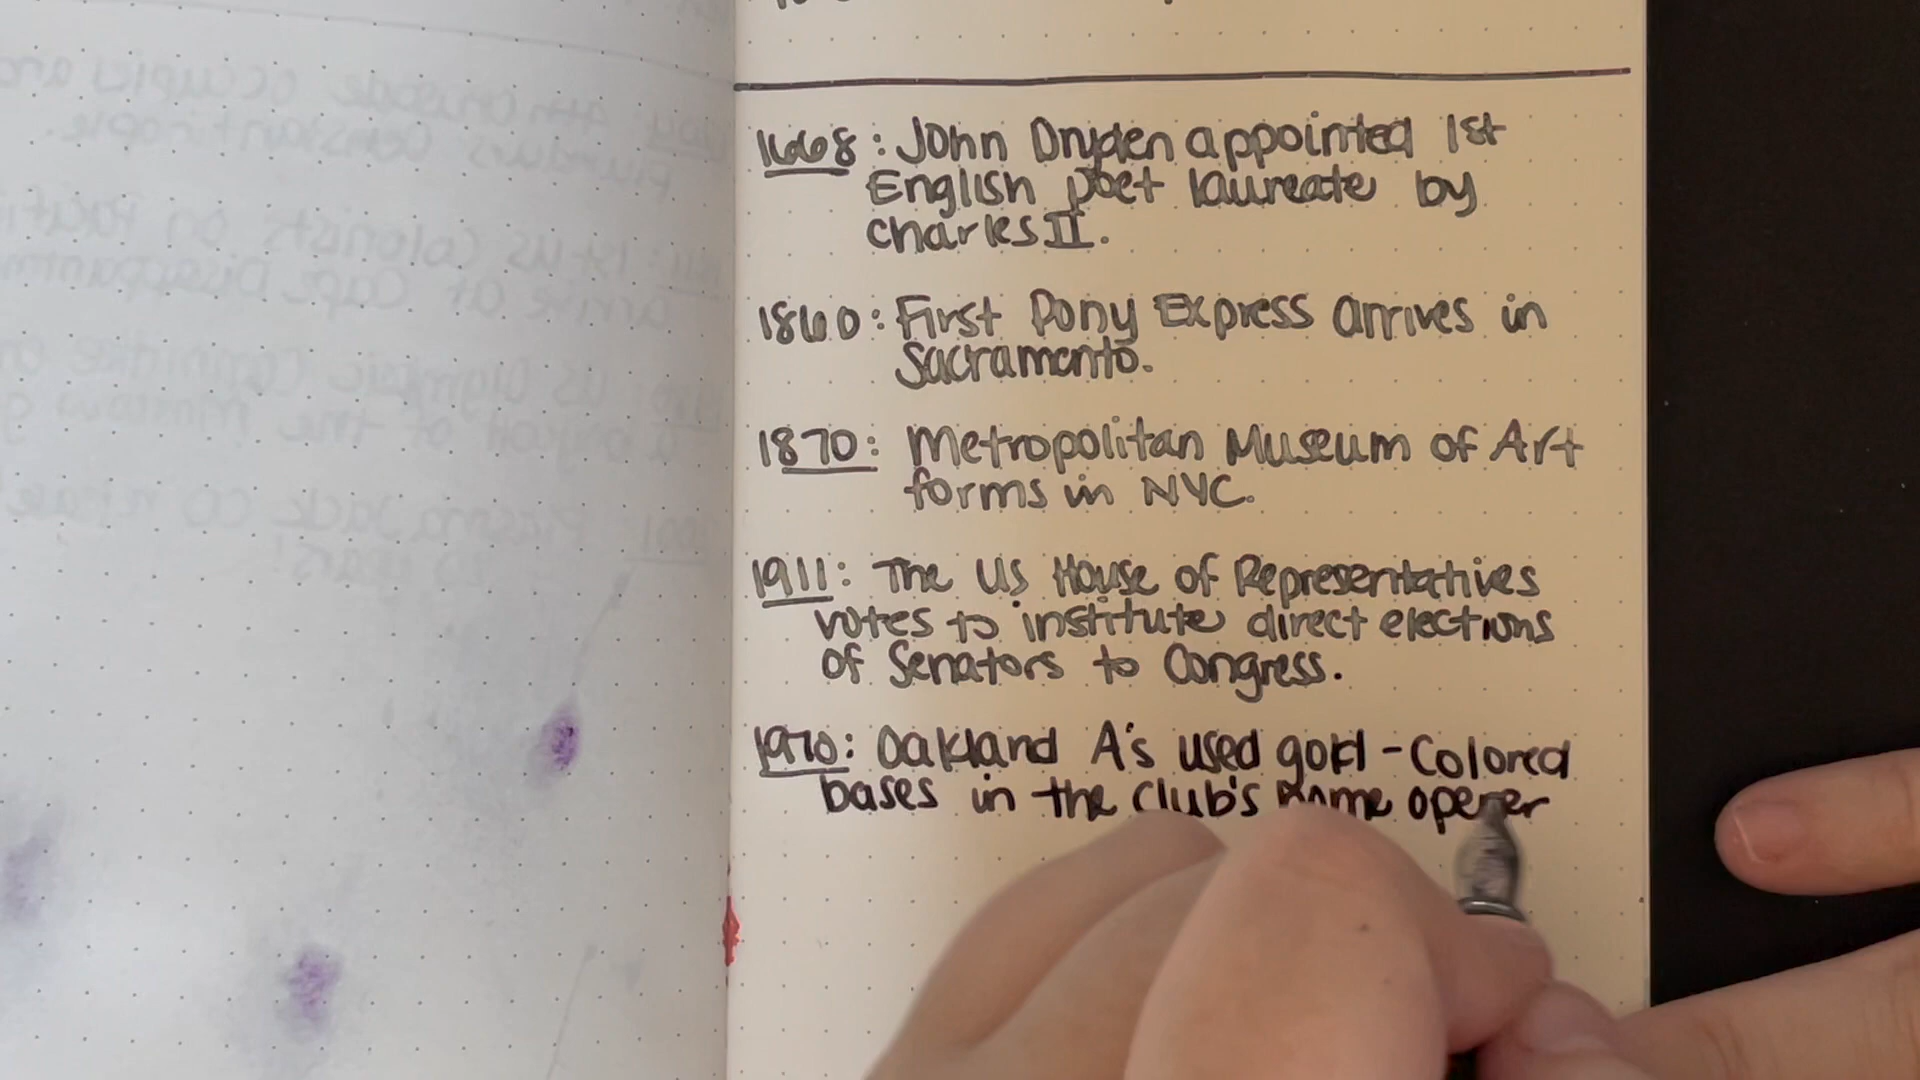 1668: John Dryden appointed 1st
English poet laureate by
Charles II.
1860: First Pony Express arrives in
Sacramento.
1870: Metropolitan Museum of Art
forms in NYC.
1911: The US House of Representatives
votes to institute direct elections
of Senators to Congress.
1970: Oakland A's used gold-colored
bases in the club's home opener